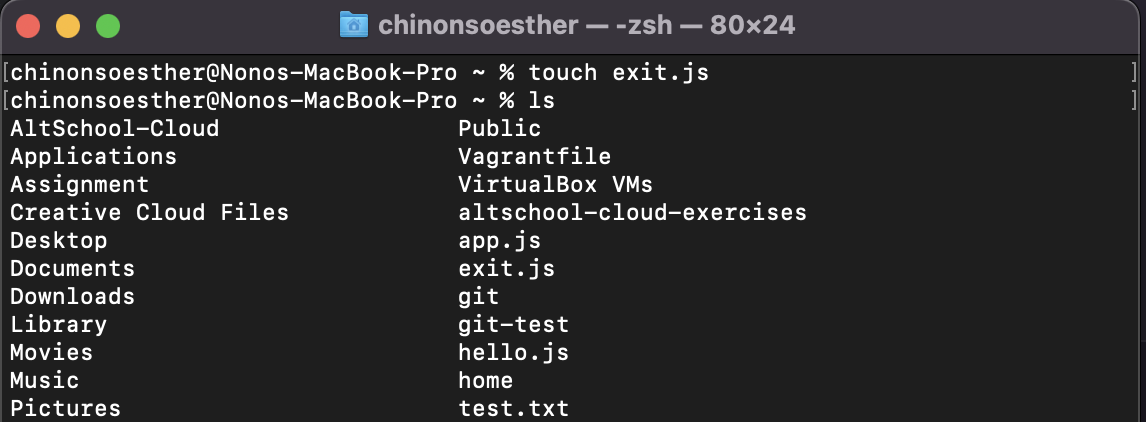 chinonsoesther — -zsh — 80×24
[chinonsoesther@Nonos-MacBook-Pro ~ % touch exit.js ]
[chinonsoesther@Nonos-MacBook-Pro ~ % ls ]
AltSchool-Cloud Public
Applications Vagrantfile
Assignment VirtualBox VMs
Creative Cloud Files altschool-cloud-exercises
Desktop app.js
Documents exit.js
Downloads git
Library git-test
Movies hello.js
Music home
Pictures test.txt